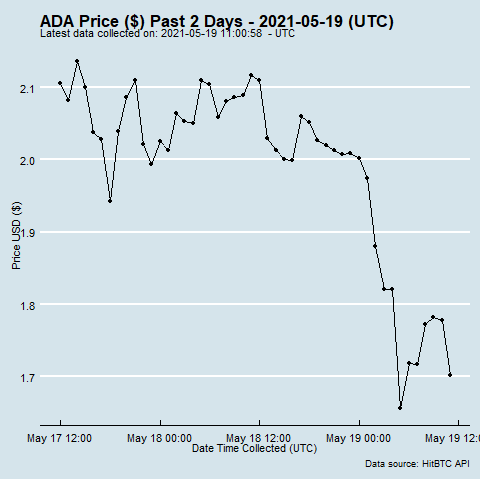 ADA Price ($) Past 2 Days - 2021-05-19 (UTC)
Latest data collected on: 2021-05-19 11:00:58 - UTC
2.1
2.0
1.9
1.8
1.7
Price USD ($)
May 17 12:00 May 18 00:00 May 18 12:00 May 19 00:00 May 19 12:
Date Time Collected (UTC)
Data source: HitBTC API